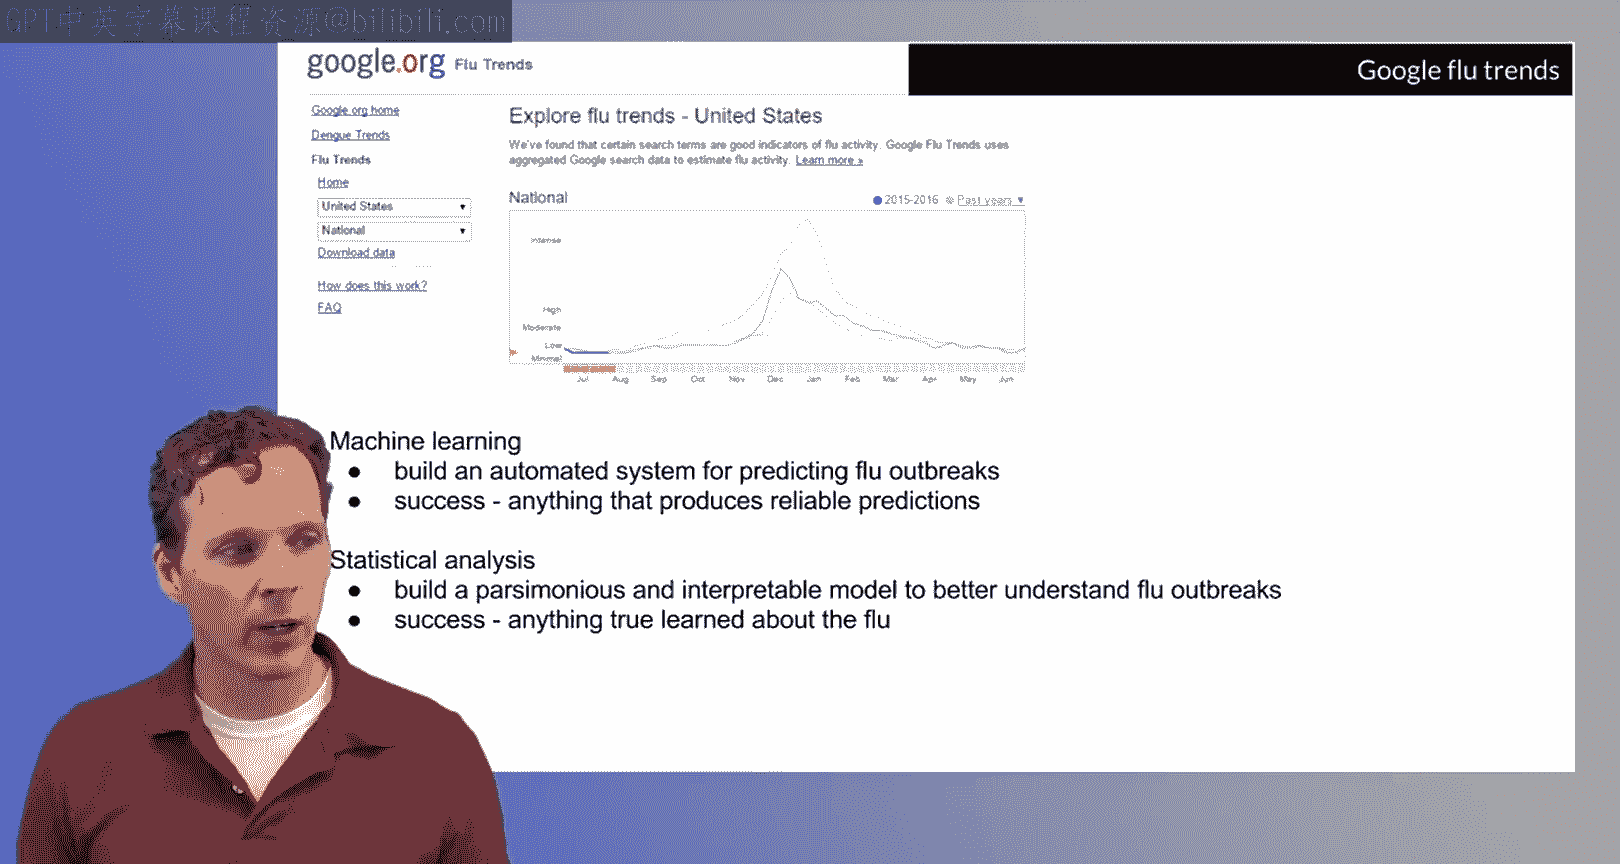 GPT中英字幕课程资源@bilibili.com
google.org Flu Trends
Google flu trends
Google.org home
Dengue Trends
Flu Trends
Home
United States
National
Download data
How does this work?
FAQ
Explore flu trends - United States
We've found that certain search terms are good indicators of flu activity. Google Flu Trends uses
aggregated Google search data to estimate flu activity. Learn more »
National
2015-2016 Past years ▼
Intense
High
Moderate
Low
Minimal
Jul Aug Sep Oct Nov Dec Jan Feb Mar Apr May Jun
Machine learning
● build an automated system for predicting flu outbreaks
● success - anything that produces reliable predictions
Statistical analysis
● build a parsimonious and interpretable model to better understand flu outbreaks
● success - anything true learned about the flu